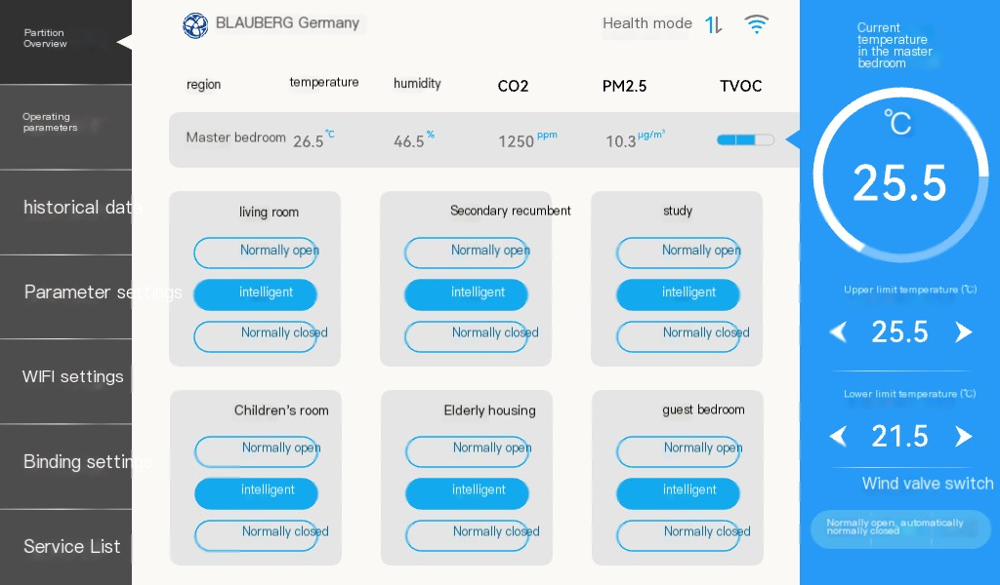 Partition
Overview
Operating
parameters
historical data
Parameter settings
WIFI settings
Binding settings
Service List
BLAUBERG Germany
Health mode
region temperature humidity CO2 PM2.5 TVOC
Master bedroom 26.5 ℃ 46.5 % 1250 ppm 10.3 µg/m³
living room
Normally open
intelligent
Normally closed
Secondary recumbent
Normally open
intelligent
Normally closed
study
Normally open
intelligent
Normally closed
Children's room
Normally open
intelligent
Normally closed
Elderly housing
Normally open
intelligent
Normally closed
guest bedroom
Normally open
intelligent
Normally closed
Current
temperature
in the master
bedroom
℃
25.5
Upper limit temperature (℃)
25.5
Lower limit temperature (℃)
21.5
Wind valve switch
Normally open, automatically
normally closed